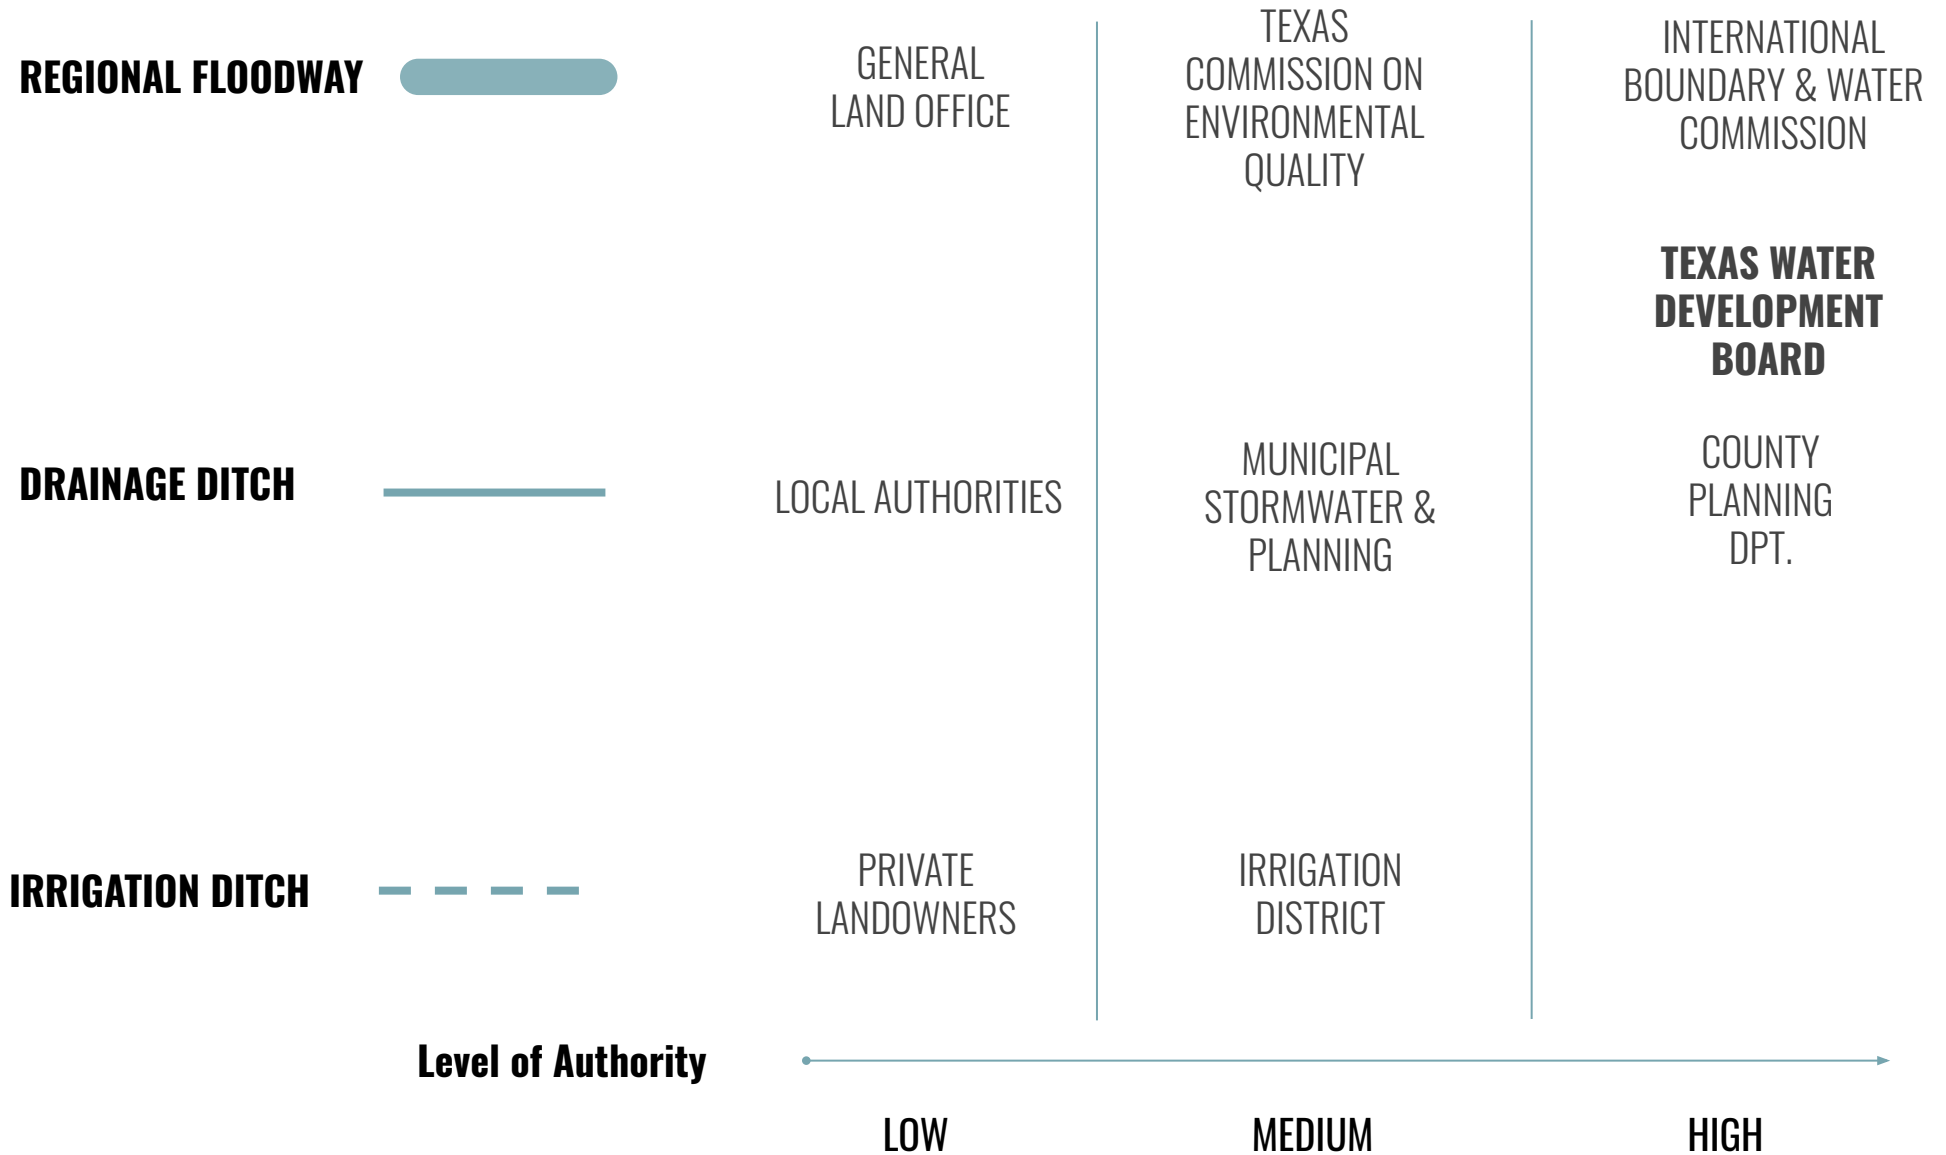 REGIONAL FLOODWAY
GENERAL
LAND OFFICE
TEXAS
COMMISSION ON
ENVIRONMENTAL
QUALITY
INTERNATIONAL
BOUNDARY & WATER
COMMISSION
TEXAS WATER
DEVELOPMENT
BOARD
DRAINAGE DITCH
LOCAL AUTHORITIES
MUNICIPAL
STORMWATER &
PLANNING
COUNTY
PLANNING
DPT.
IRRIGATION DITCH
PRIVATE
LANDOWNERS
IRRIGATION
DISTRICT
Level of Authority
LOW
MEDIUM
HIGH